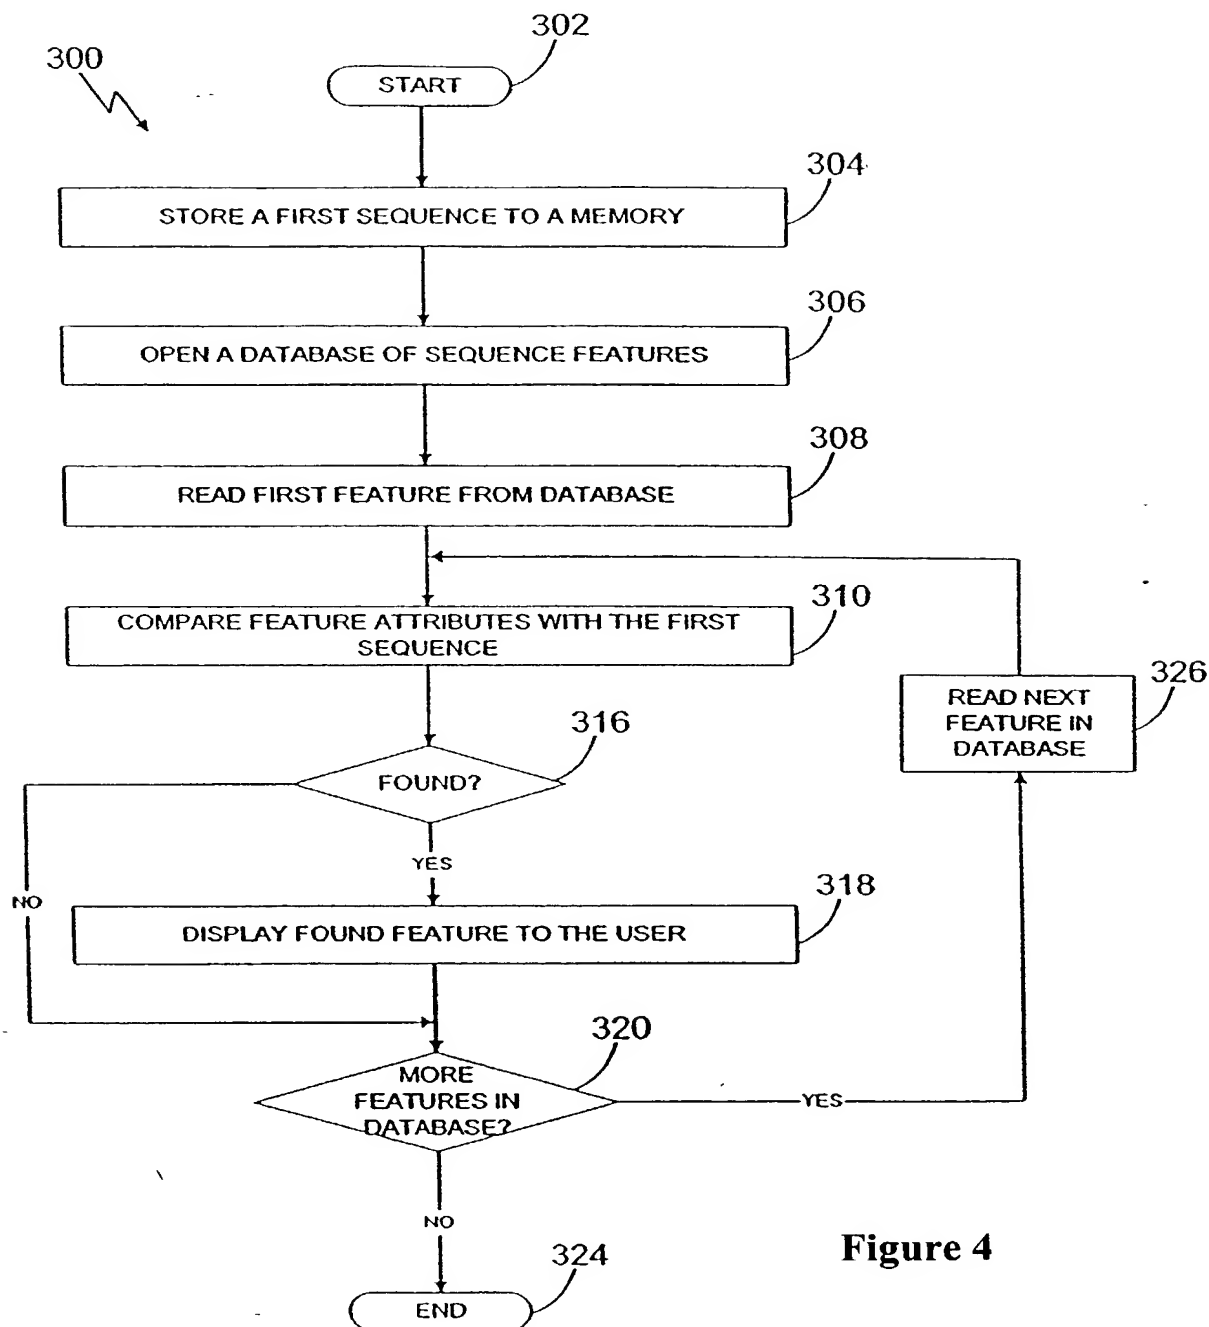 302
300
START
304
STORE A FIRST SEQUENCE TO A MEMORY
306
OPEN A DATABASE OF SEQUENCE FEATURES
308
READ FIRST FEATURE FROM DATABASE
310
COMPARE FEATURE ATTRIBUTES WITH THE FIRST
SEQUENCE
326
READ NEXT
FEATURE IN
DATABASE
316
FOUND?
YES
NO
318
DISPLAY FOUND FEATURE TO THE USER
320
MORE
FEATURES IN
DATABASE?
YES
NO
Figure 4
324
END